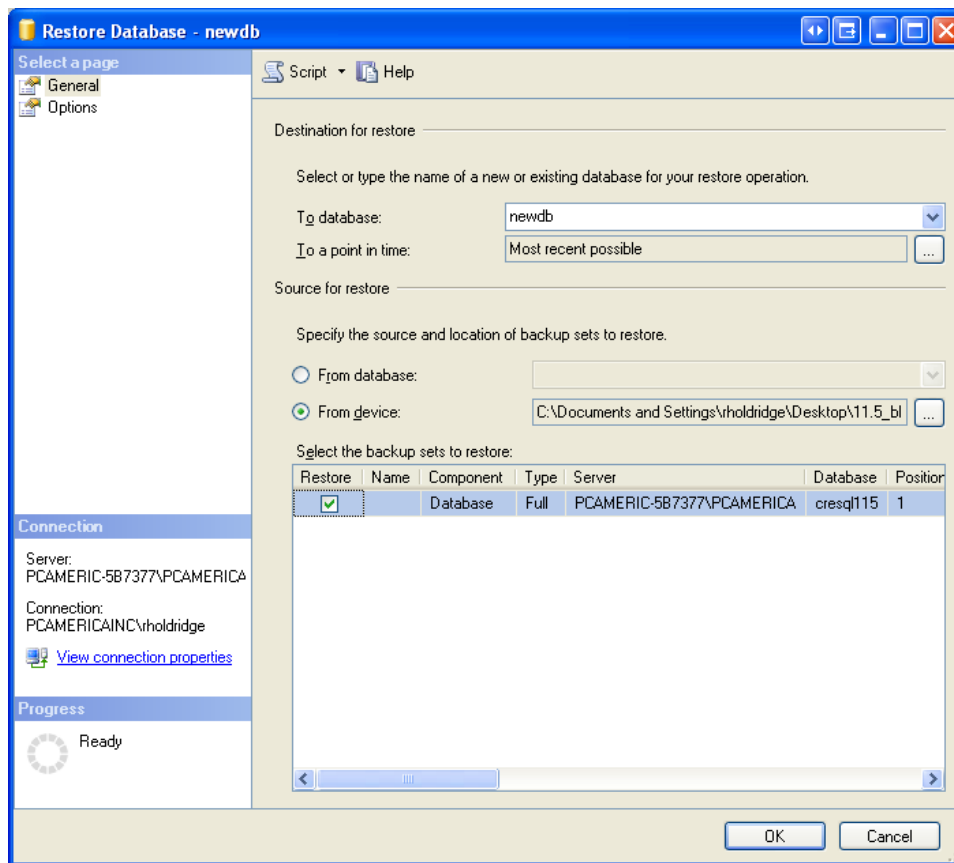 Restore Database - newdb
Select a page
General
Options
Script
Help
Destination for restore
Select or type the name of a new or existing database for your restore operation.
To database:
newdb
To a point in time:
Most recent possible
...
Source for restore
Specify the source and location of backup sets to restore.
From database:
From device:
C:\Documents and Settings\rholdridge\Desktop\11.5_bl
...
Select the backup sets to restore:
Restore Name Component Type Server Database Position
Database Full PCAMERIC-5B7377\PCAMERICA cresql115 1
Connection
Server:
PCAMERIC-5B7377\PCAMERICA
Connection:
PCAMERICAINC\rholdridge
View connection properties
Progress
Ready
OK
Cancel